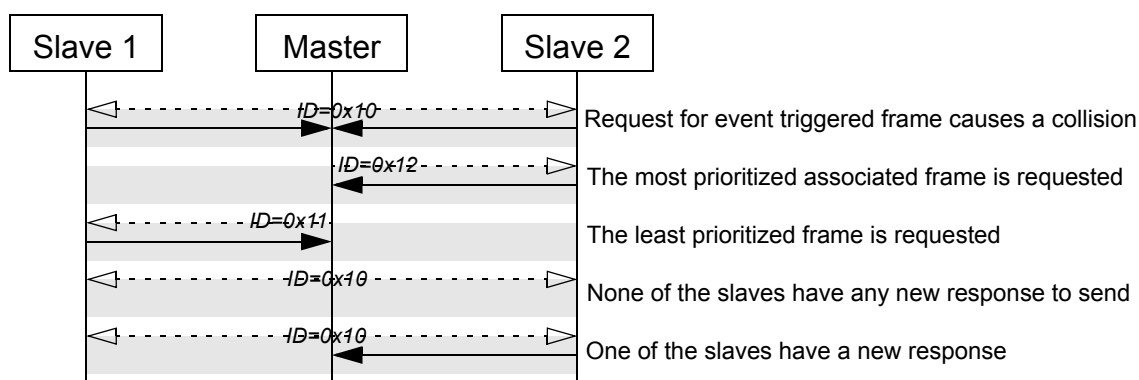 Slave 1
Master
Slave 2
ID=0x10
Request for event triggered frame causes a collision
ID=0x12
The most prioritized associated frame is requested
ID=0x11
The least prioritized frame is requested
ID=0x10
None of the slaves have any new response to send
ID=0x10
One of the slaves have a new response